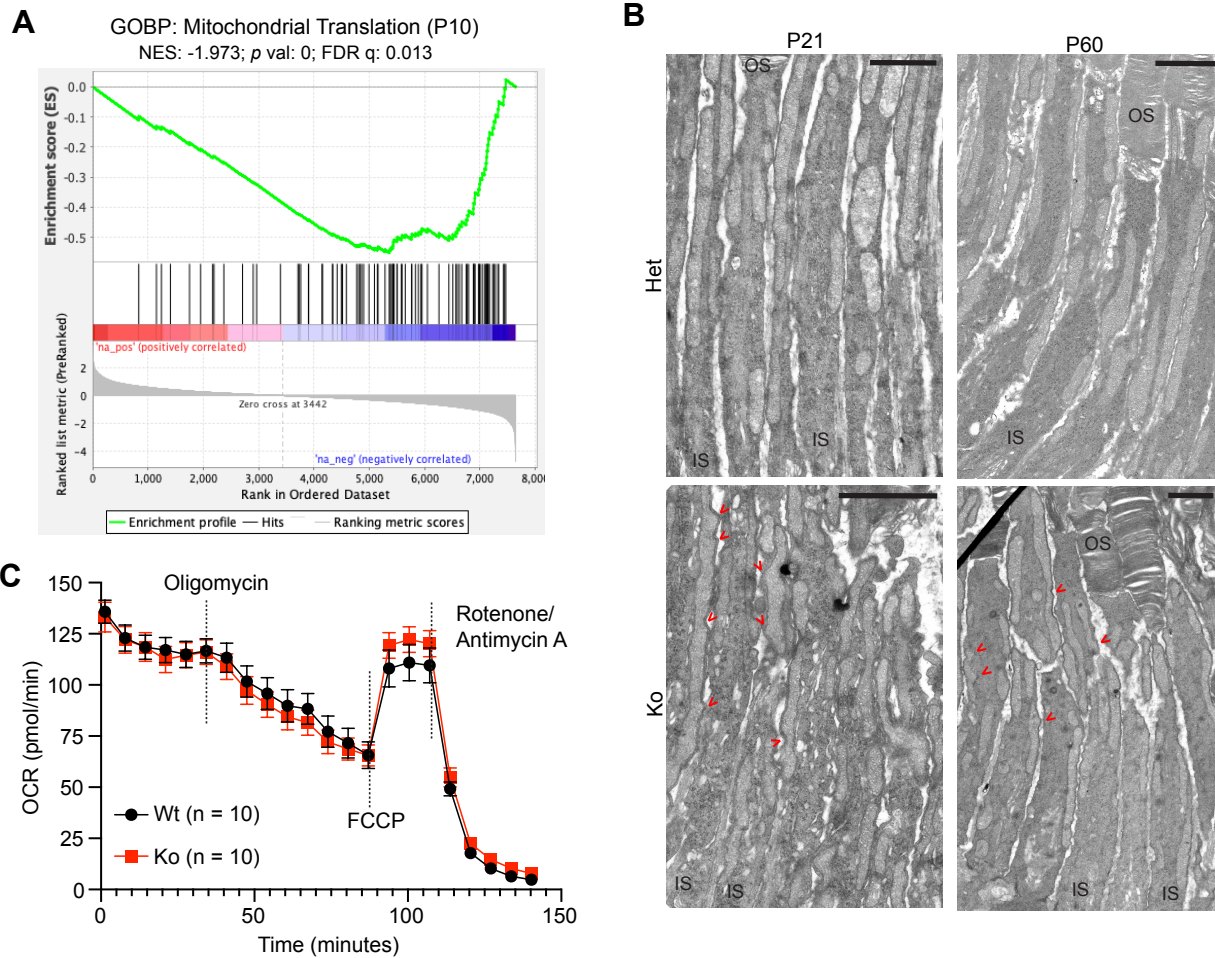 A
GOBP: Mitochondrial Translation (P10)
NES: -1.973; p val: 0; FDR q: 0.013
Enrichment score (ES)
0.0
-0.1
-0.2
-0.3
-0.4
-0.5
'na_pos' (positively correlated)
Ranked list metric (PreRanked)
2
0
-2
-4
Zero cross at 3442
'na_neg' (negatively correlated)
0 1,000 2,000 3,000 4,000 5,000 6,000 7,000
Rank in Ordered Dataset
Enrichment profile Hits Ranking metric scores
B
P21 P60
Het
OS
IS
IS
OS
IS
Ko
IS
IS
OS
IS
IS
C
OCR (pmol/min)
150
125
100
75
50
25
0
Oligomycin
FCCP
Rotenone/
Antimycin A
Wt (n = 10)
Ko (n = 10)
0 50 100 150
Time (minutes)